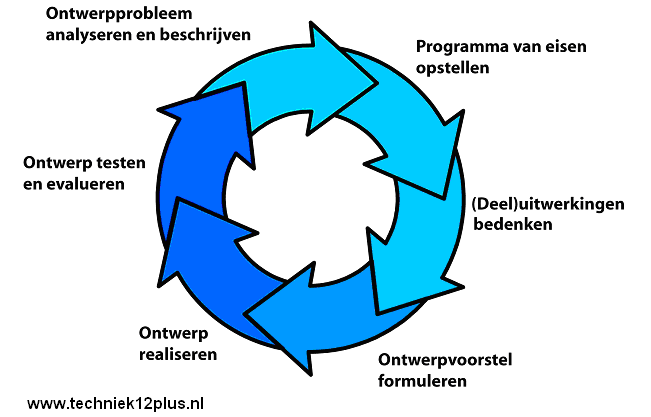 Ontwerpprobleem
analyseren en beschrijven
Programma van eisen
opstellen
(Deel)uitwerkingen
bedenken
Ontwerpvoorstel
formuleren
Ontwerp
realiseren
Ontwerp testen
en evalueren
www.techniek12plus.nl